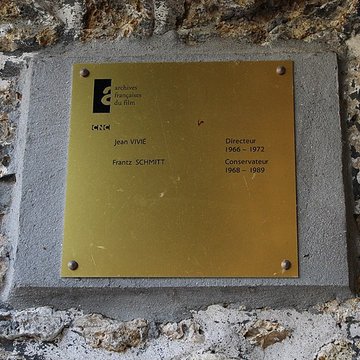 a
archives
françaises
du film
CNC
Jean VIVIE Directeur
1966 – 1972
Frantz SCHMITT Conservateur
1968 – 1989